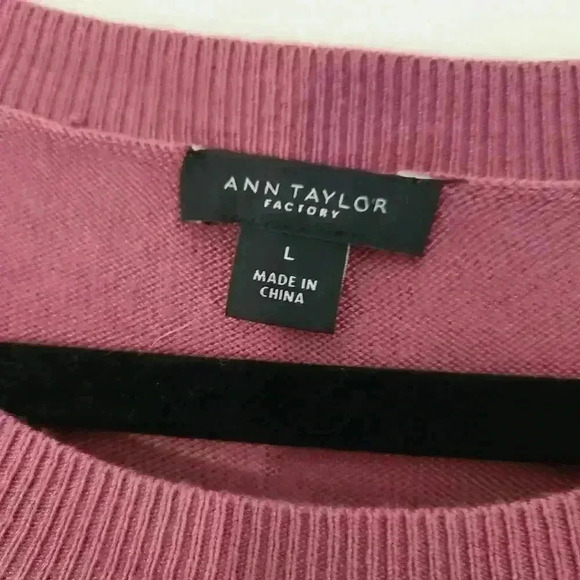 ANN TAYLOR
FACTORY
L
MADE IN
CHINA